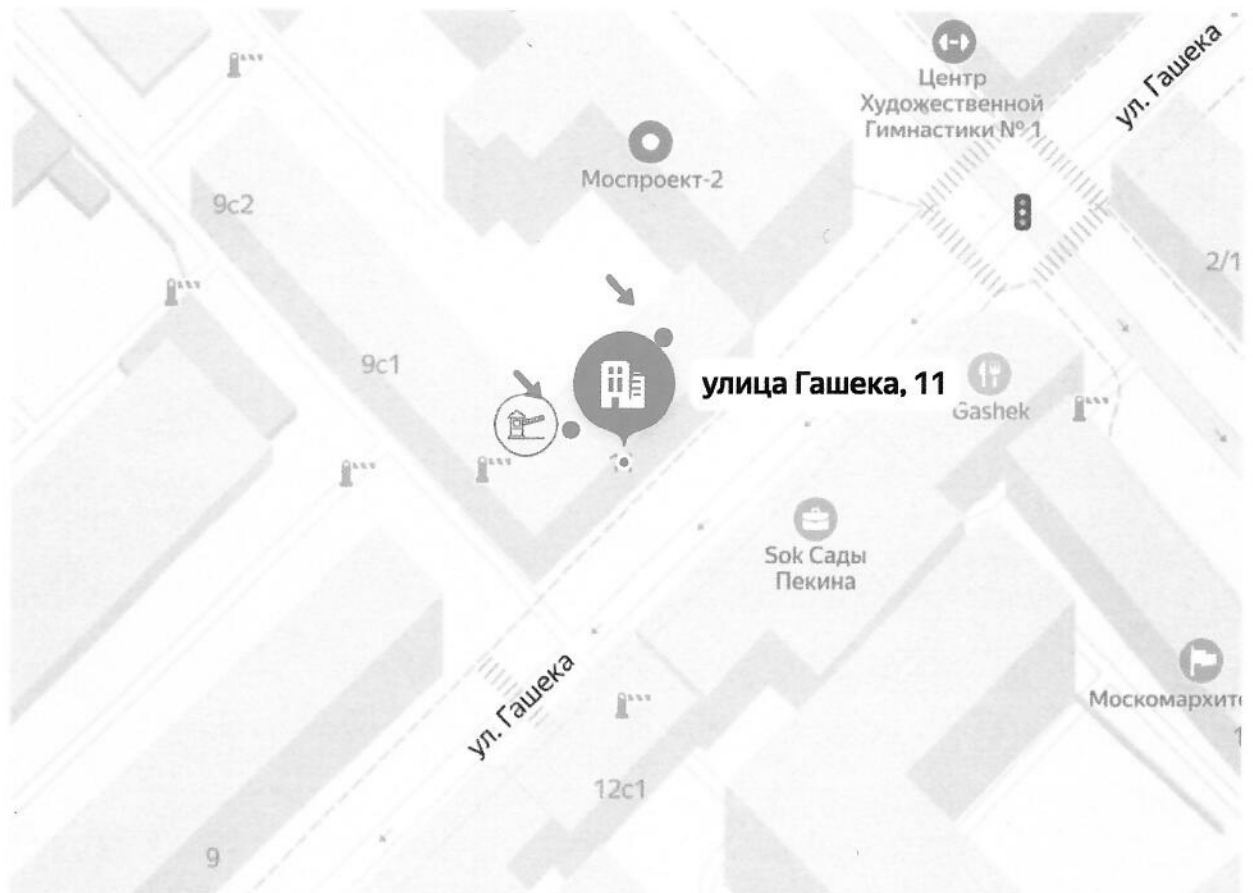 Центр
Художественной
Гимнастики № 1
ул. Гашека
Моспроект-2
9с2
2/1
9с1
улица Гашека, 11
Gashek
Sok Сады
Пекина
ул. Гашека
Москомархит
12с1
9